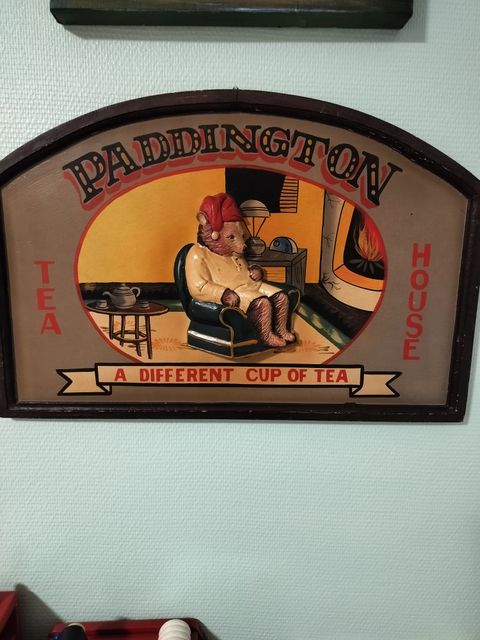 PADDINGTON
TEA
HOUSE
A DIFFERENT CUP OF TEA